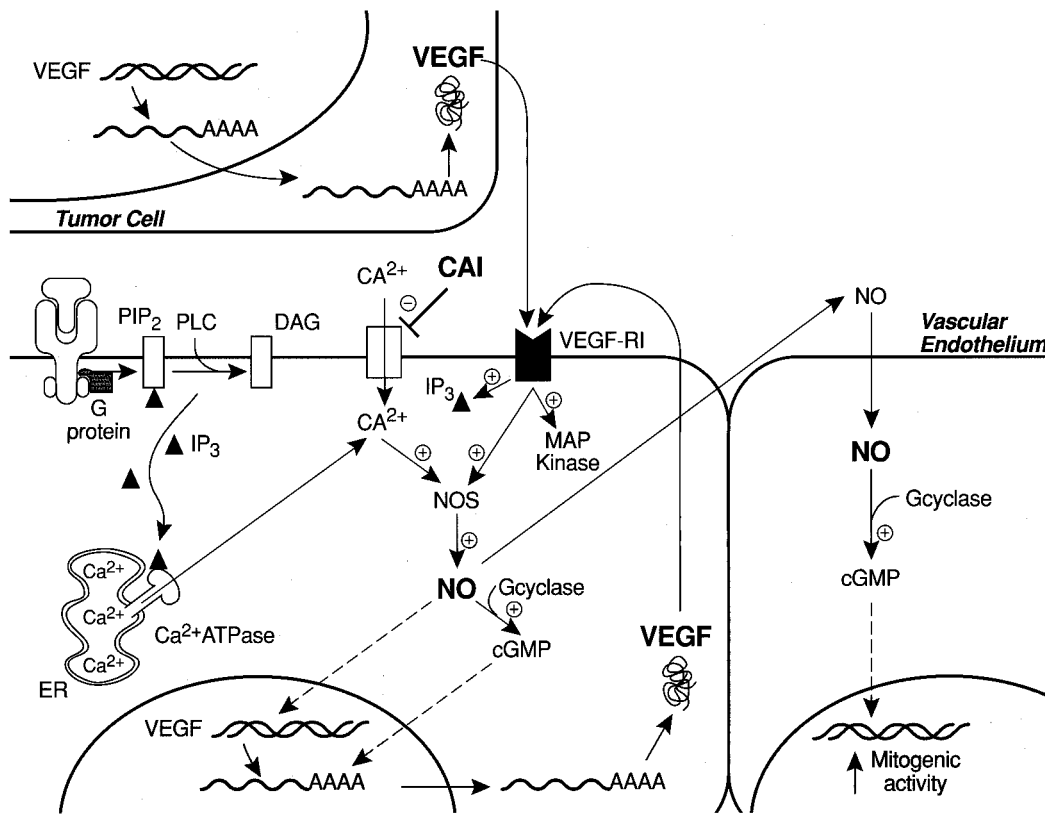 VEGF
VEGF
AAAA
AAAA
Tumor Cell
CA2+
CAI
−
NO
PIP2
PLC
DAG
VEGF-RI
Vascular
Endothelium
G
protein
IP3
IP3
+
+
CA2+
MAP
Kinase
+
+
NOS
NO
+
Gcyclase
+
cGMP
NO
Gcyclase
+
cGMP
Ca2+
Ca2+
Ca2+
Ca2+ATPase
ER
VEGF
VEGF
AAAA
AAAA
Mitogenic
activity